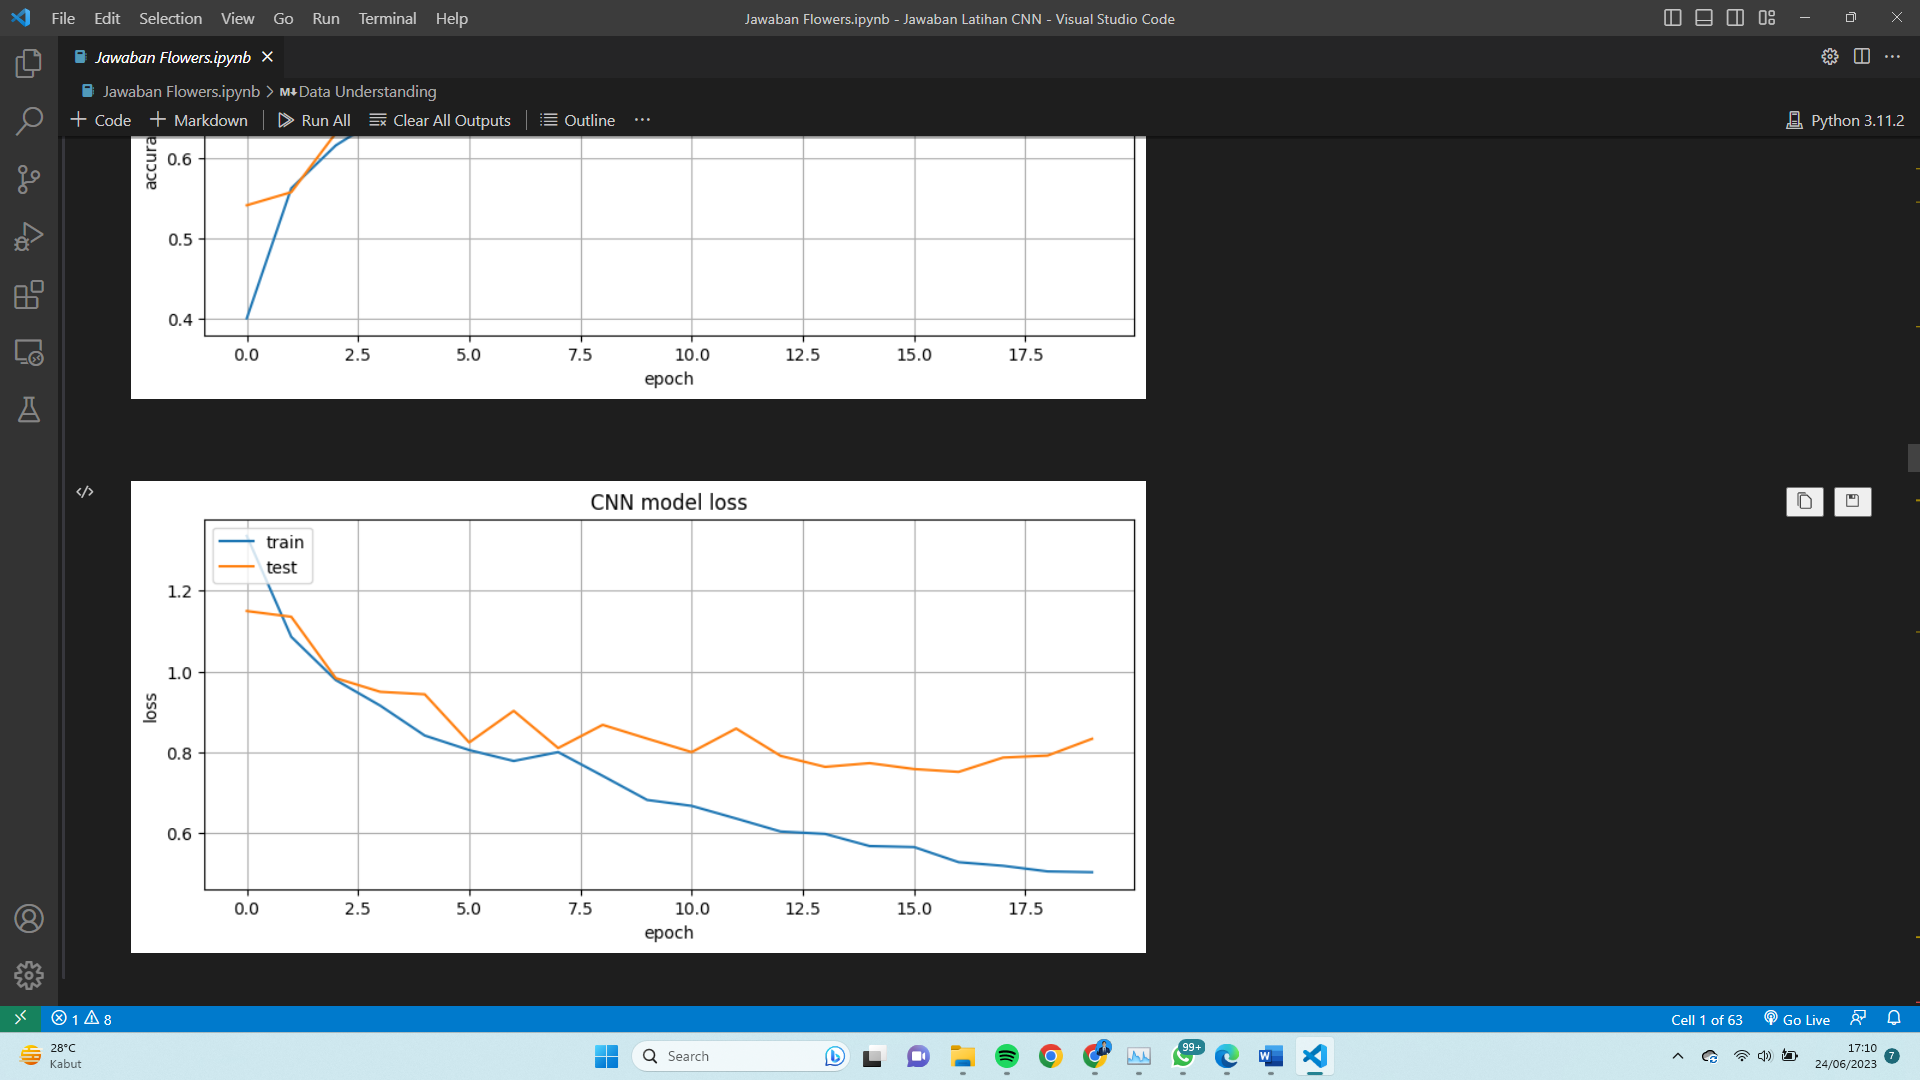 File Edit Selection View Go Run Terminal Help
Jawaban Flowers.ipynb - Jawaban Latihan CNN - Visual Studio Code
Jawaban Flowers.ipynb
Jawaban Flowers.ipynb > M↓Data Understanding
+ Code + Markdown Run All Clear All Outputs Outline ...
Python 3.11.2
accura
0.6
0.5
0.4
0.0 2.5 5.0 7.5 10.0 12.5 15.0 17.5
epoch
CNN model loss
train
test
loss
1.2
1.0
0.8
0.6
0.0 2.5 5.0 7.5 10.0 12.5 15.0 17.5
epoch
1 8
Cell 1 of 63 Go Live
28°C
Kabut
Search
99+
17:10
24/06/2023
7